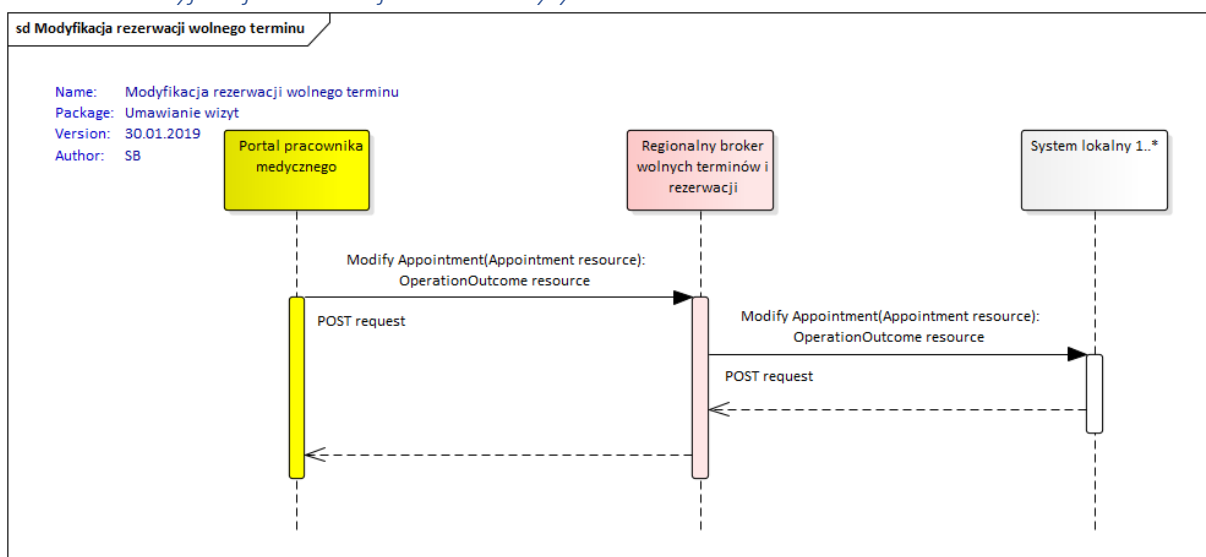 sd Modyfikacja rezerwacji wolnego terminu
Name: Modyfikacja rezerwacji wolnego terminu
Package: Umawianie wizyt
Version: 30.01.2019
Author: SB
Portal pracownika
medycznego
Regionalny broker
wolnych terminów i
rezerwacji
System lokalny 1..*
Modify Appointment(Appointment resource):
OperationOutcome resource
POST request
Modify Appointment(Appointment resource):
OperationOutcome resource
POST request